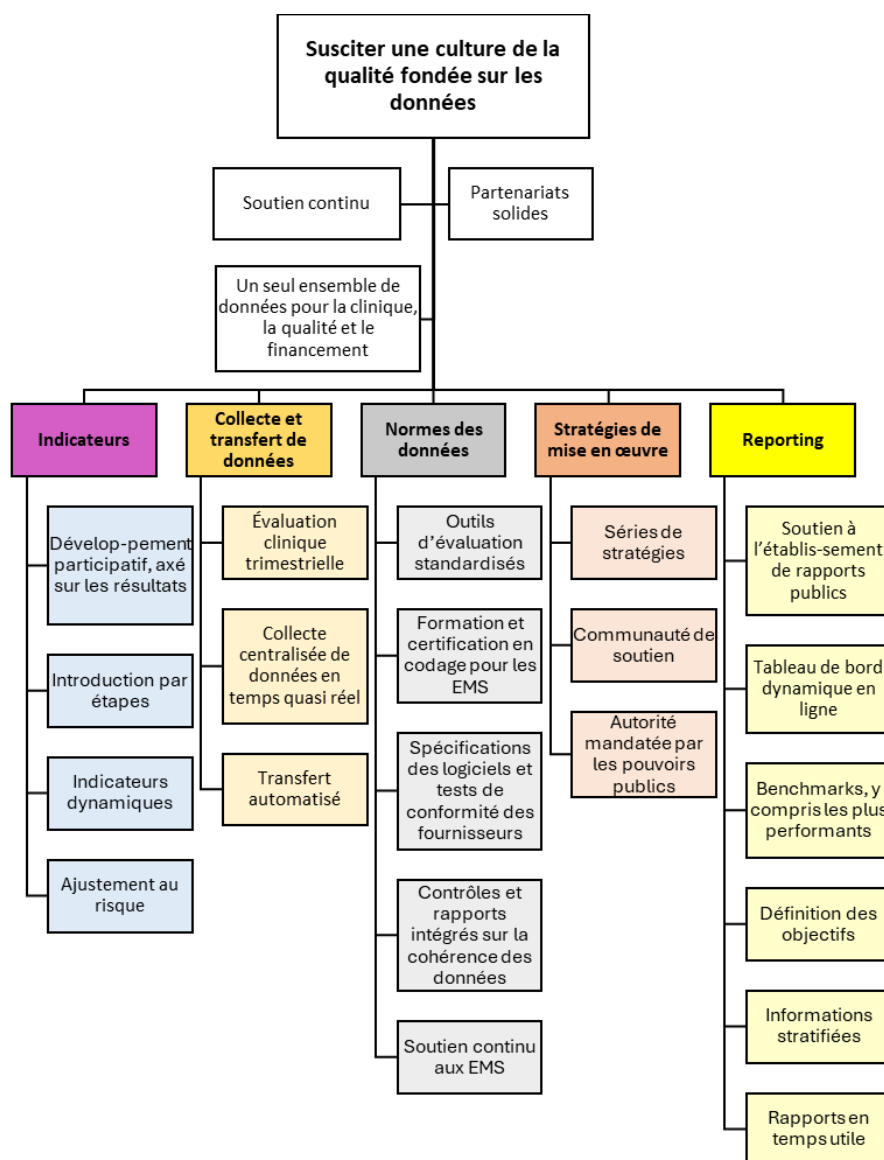 Susciter une culture de la
qualité fondée sur les
données
Soutien continu
Partenariats
solides
Un seul ensemble de
données pour la clinique,
la qualité et le
financement
Indicateurs
Dévelop-pement
participatif, axé
sur les résultats
Introduction par
étapes
Indicateurs
dynamiques
Ajustement au
risque
Collecte et
transfert de
données
Évaluation
clinique
trimestrielle
Collecte
centralisée de
données en
temps quasi réel
Transfert
automatisé
Normes des
données
Outils
d'évaluation
standardisés
Formation et
certification en
codage pour les
EMS
Spécifications
des logiciels et
tests de
conformité des
fournisseurs
Contrôles et
rapports
intégrés sur la
cohérence des
données
Soutien continu
aux EMS
Stratégies de
mise en œuvre
Séries de
stratégies
Communauté de
soutien
Autorité
mandatée par
les pouvoirs
publics
Reporting
Soutien à
l'établis-sement
de rapports
publics
Tableau de bord
dynamique en
ligne
Benchmarks, y
compris les plus
performants
Définition des
objectifs
Informations
stratifiées
Rapports en
temps utile